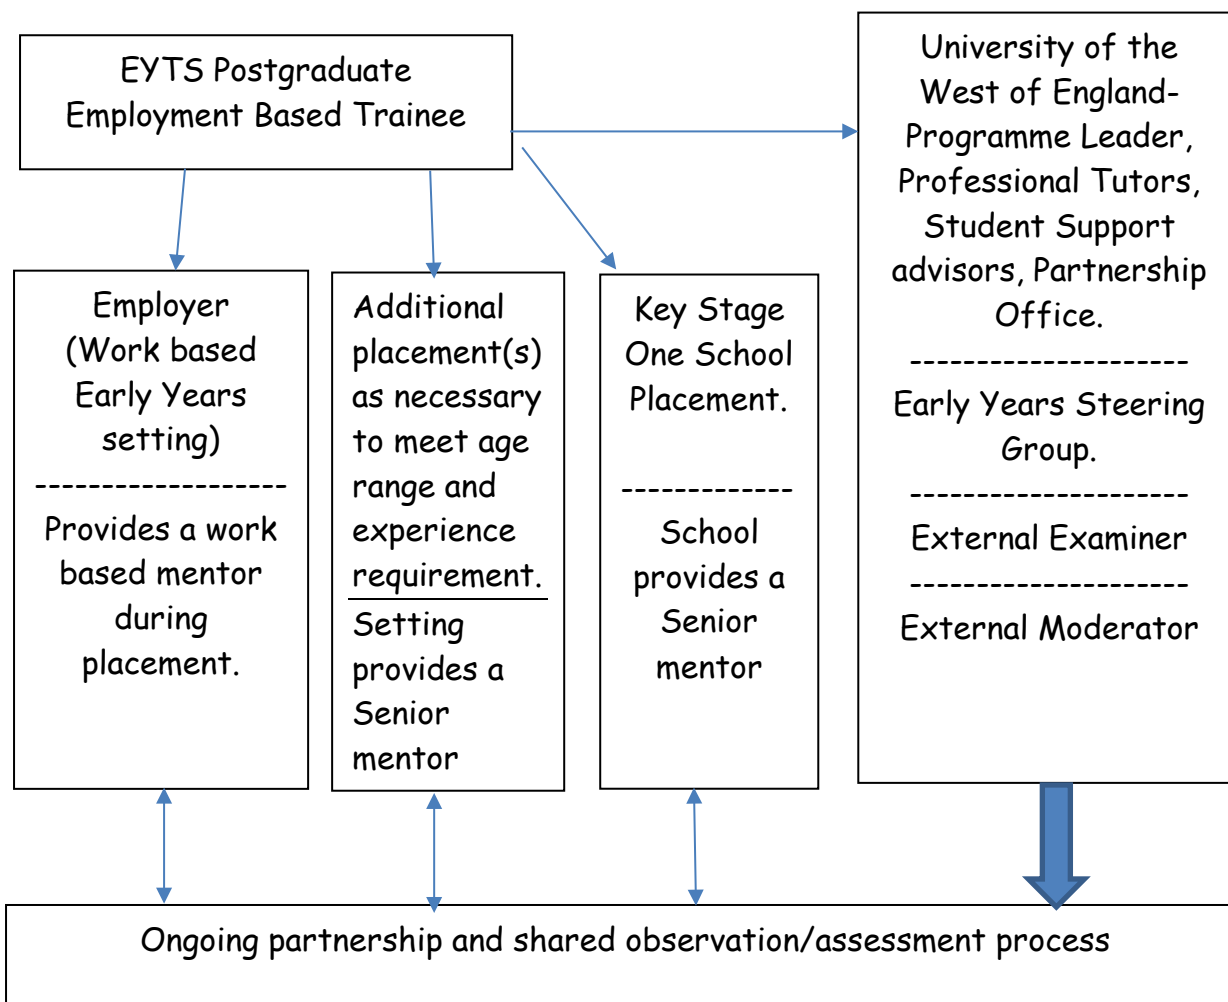 EYTS Postgraduate
Employment Based Trainee
University of the
West of England-
Programme Leader,
Professional Tutors,
Student Support
advisors, Partnership
Office.
---------------------
Early Years Steering
Group.
---------------------
External Examiner
---------------------
External Moderator
Employer
(Work based
Early Years
setting)
-------------------
Provides a work
based mentor
during
placement.
Additional
placement(s)
as necessary
to meet age
range and
experience
requirement.
Setting
provides a
Senior
mentor
Key Stage
One School
Placement.
-------------
School
provides a
Senior
mentor
Ongoing partnership and shared observation/assessment process